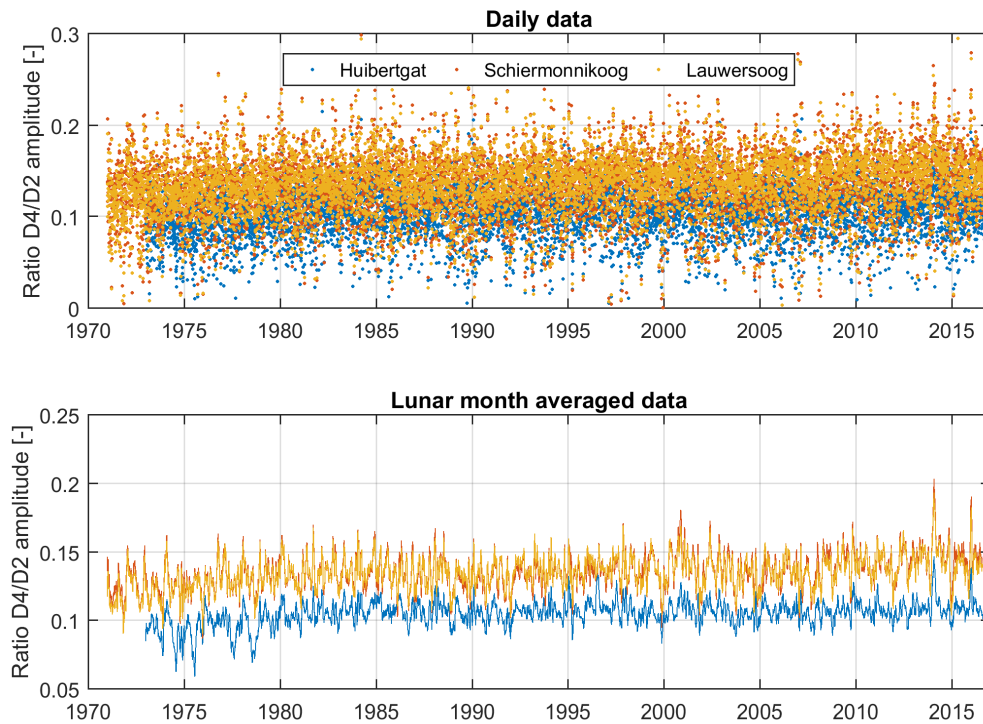 Daily data
Ratio D4/D2 amplitude [-]
0.3
0.2
0.1
0
Huibertgat Schiermonnikoog Lauwersoog
1970 1975 1980 1985 1990 1995 2000 2005 2010 2015
Lunar month averaged data
Ratio D4/D2 amplitude [-]
0.25
0.2
0.15
0.1
0.05
1970 1975 1980 1985 1990 1995 2000 2005 2010 2015